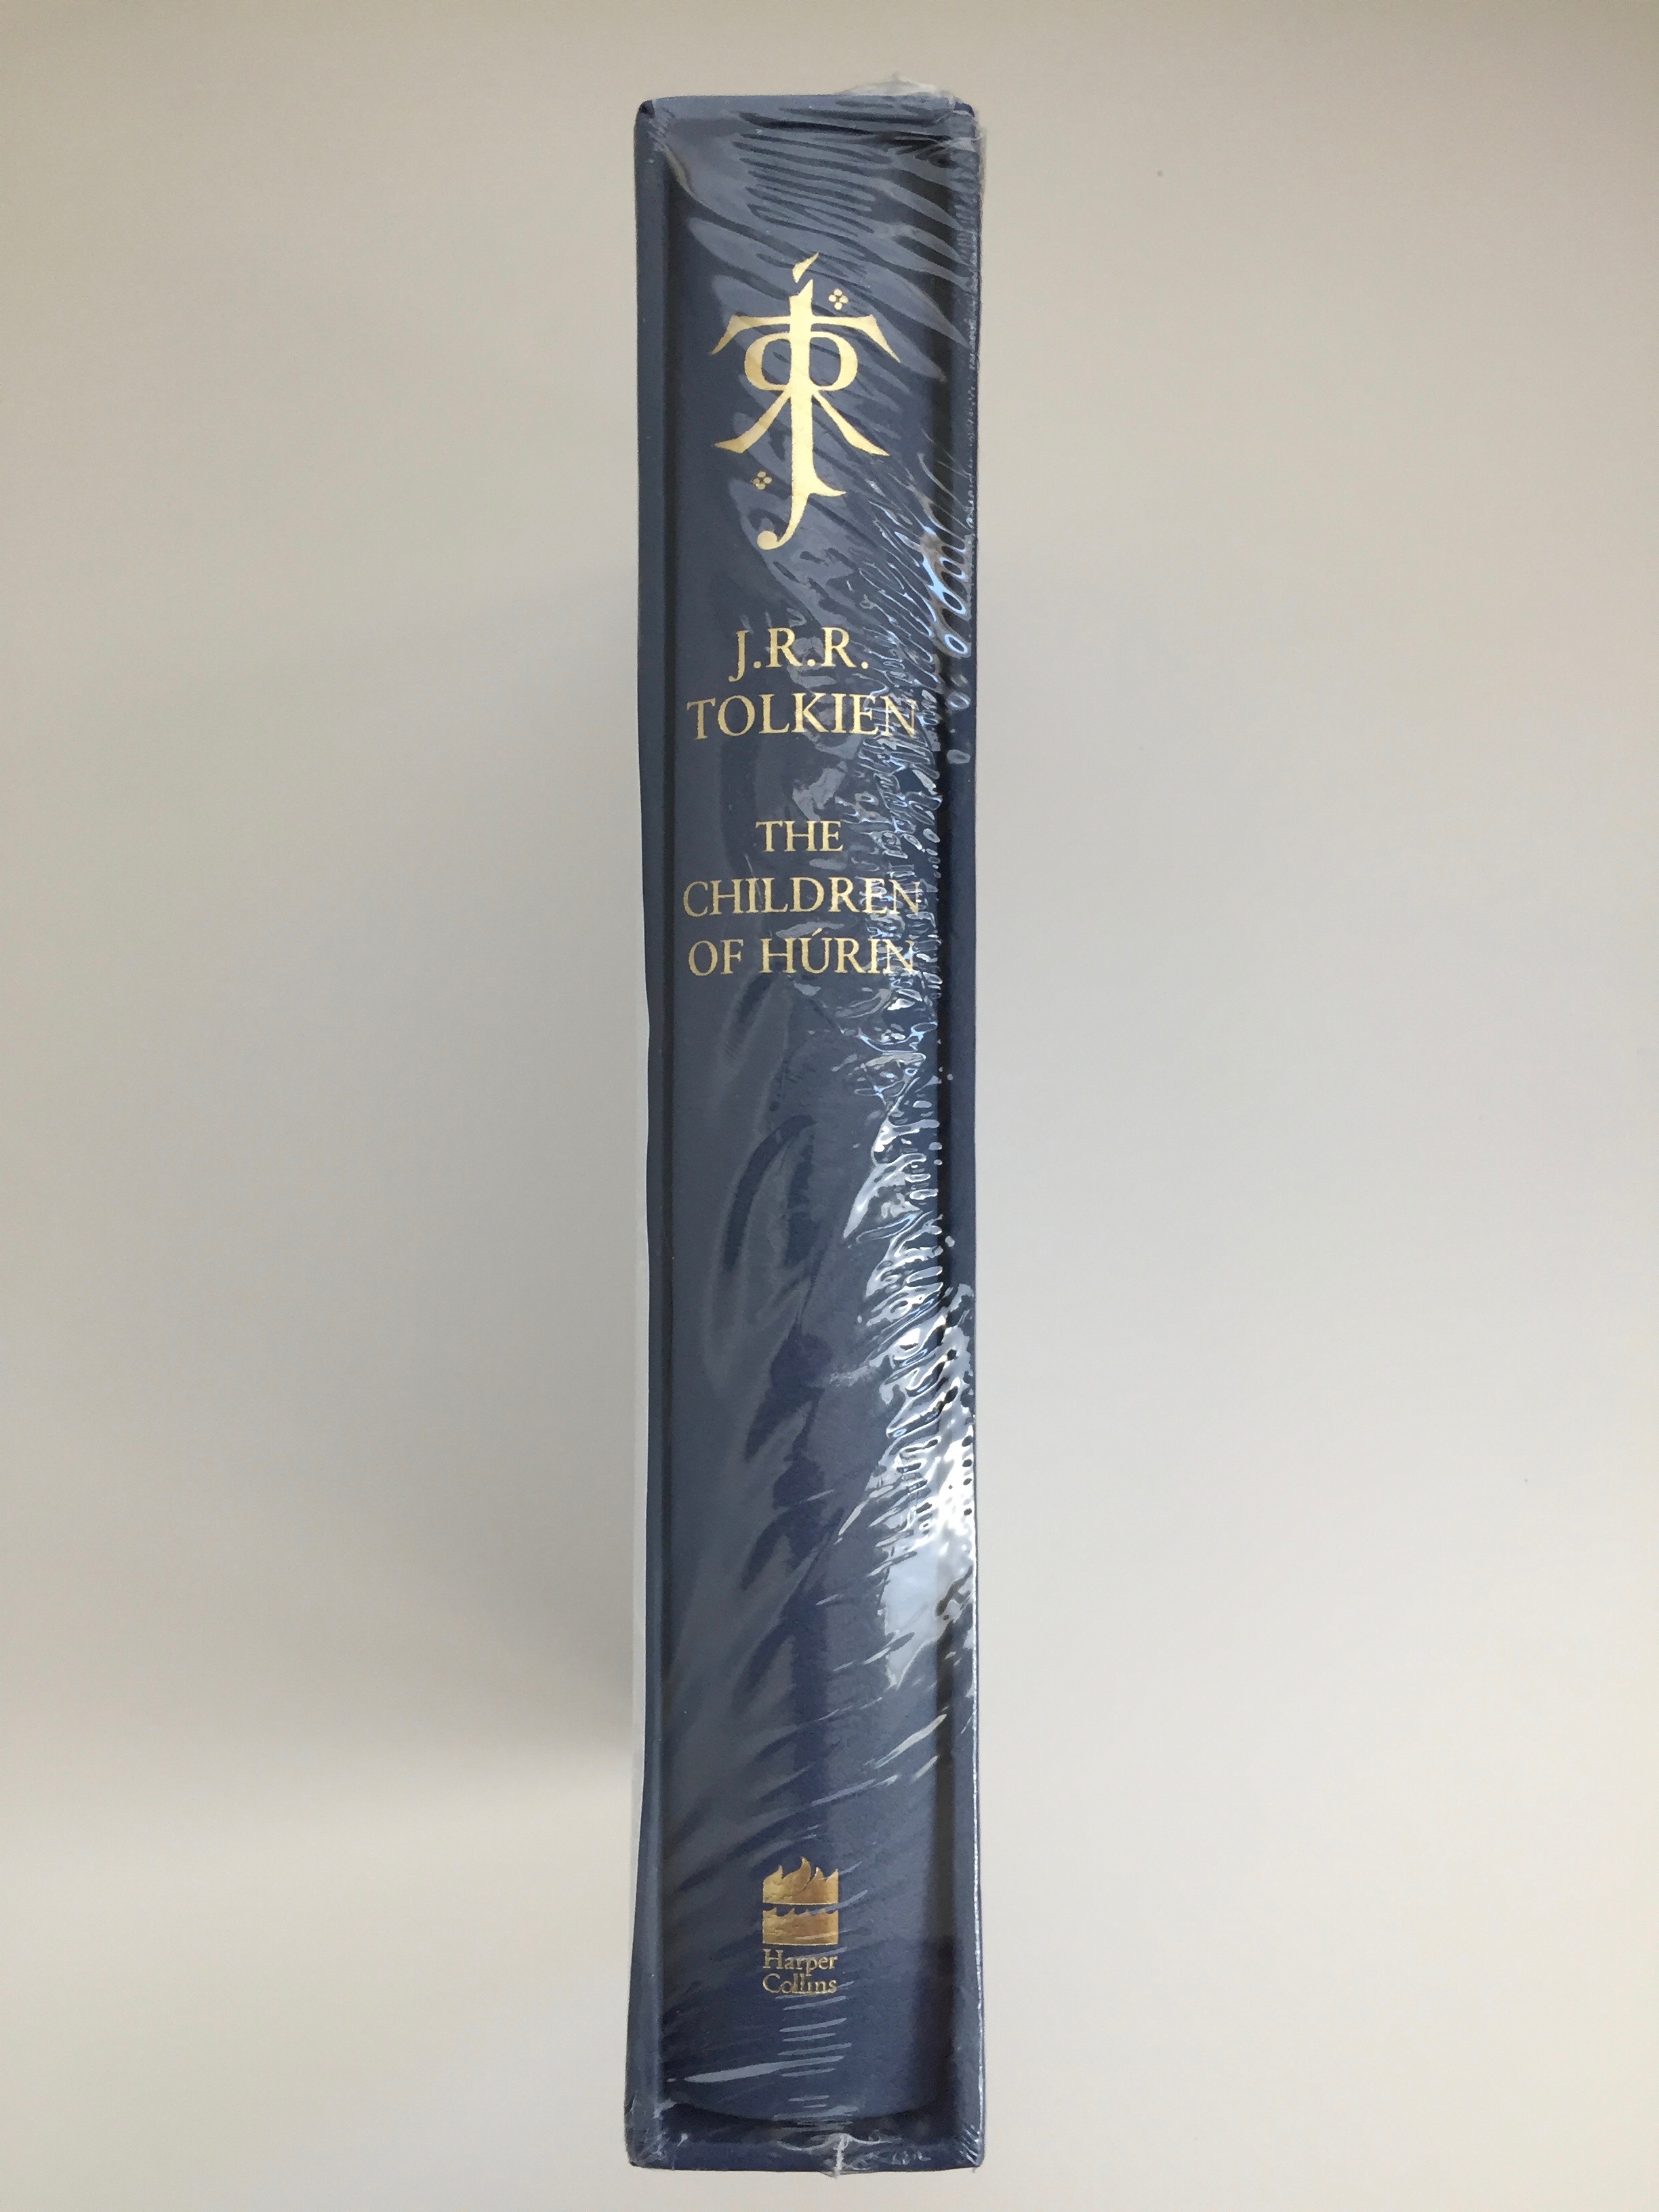 J.R.R.
TOLKIEN
THE
CHILDREN
OF HÚRIN
Harper
Collins